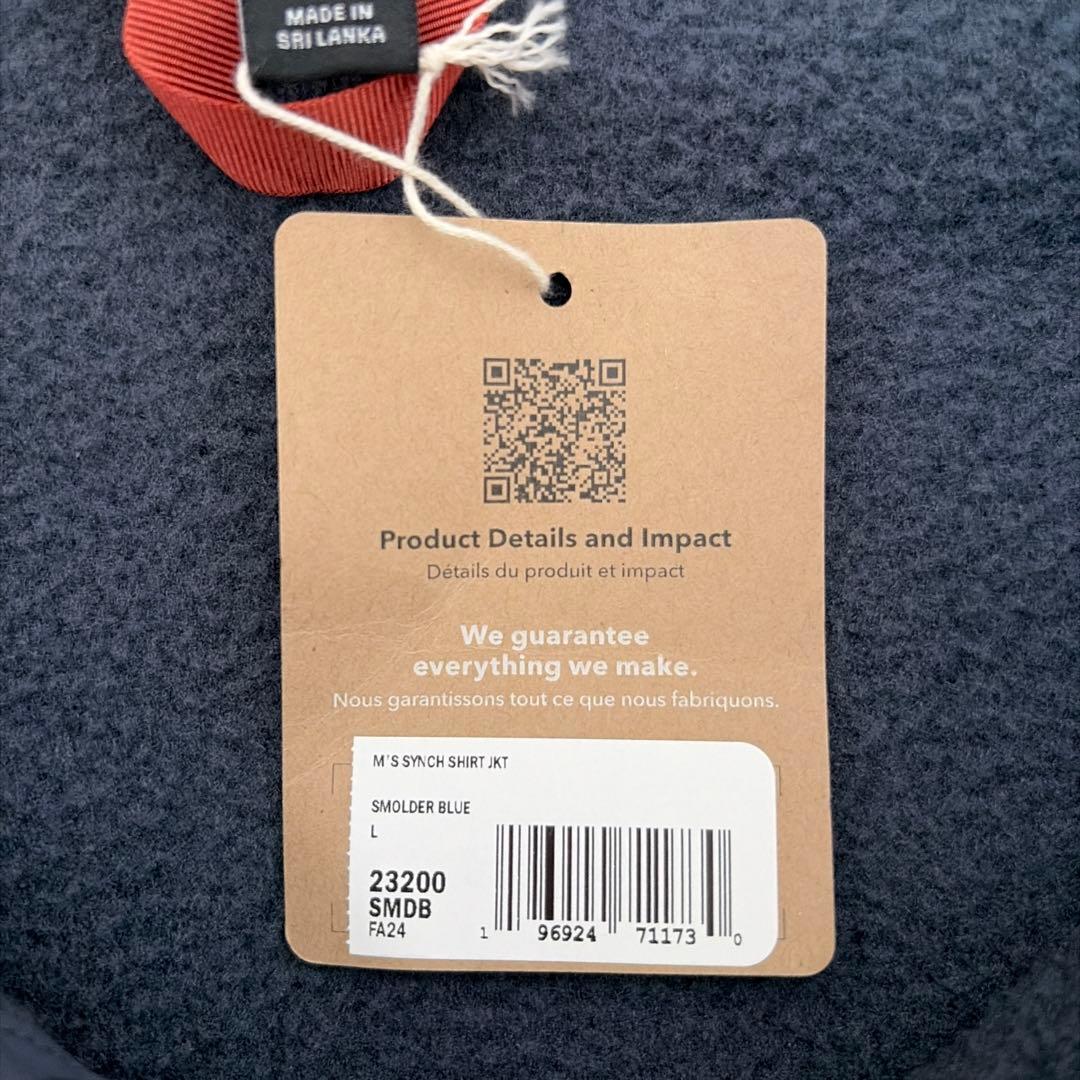 MADE IN
SRI LANKA
Product Details and Impact
Détails du produit et impact
We guarantee
everything we make.
Nous garantissons tout ce que nous fabriquons.
M'S SYNCH SHIRT JKT
SMOLDER BLUE
L
23200
SMDB
FA24
1 96924 71173 0